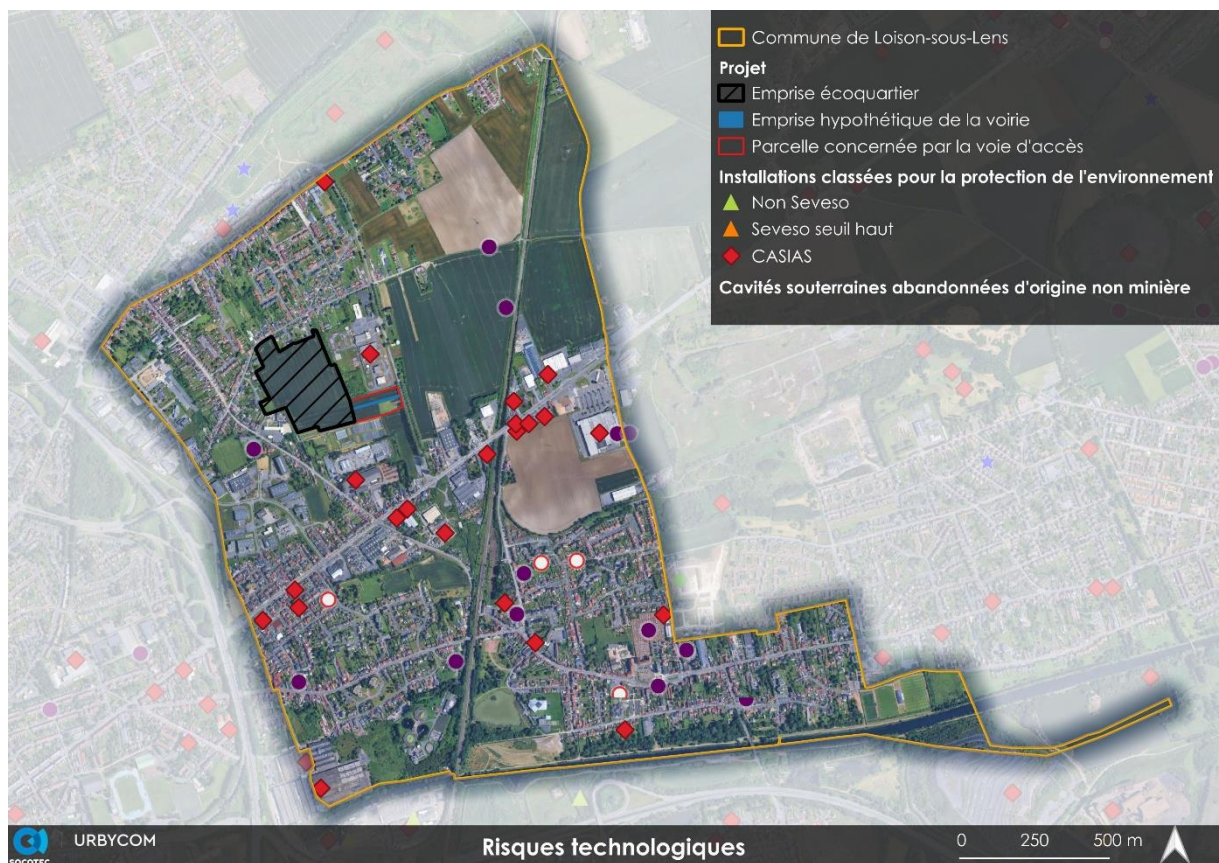 Commune de Loison-sous-Lens
Projet
Emprise écoquartier
Emprise hypothétique de la voirie
Parcelle concernée par la voie d'accès
Installations classées pour la protection de l'environnement
Non Seveso
Seveso seuil haut
CASIAS
Cavités souterraines abandonnées d'origine non minière
SOCOTEC
URBYCOM
Risques technologiques
0 250 500 m